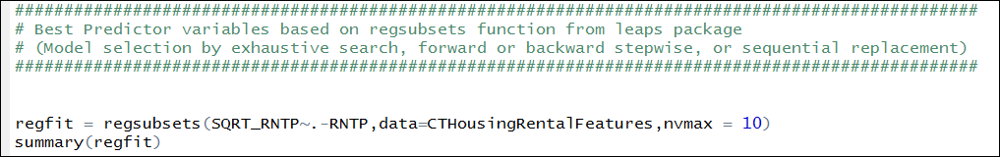 ###########################################################################################
# Best Predictor variables based on regsubsets function from leaps package
# (Model selection by exhaustive search, forward or backward stepwise, or sequential replacement)
###########################################################################################
regfit = regsubsets(SQRT_RNTP~.-RNTP,data=CTHousingRentalFeatures,nvmax = 10)
summary(regfit)